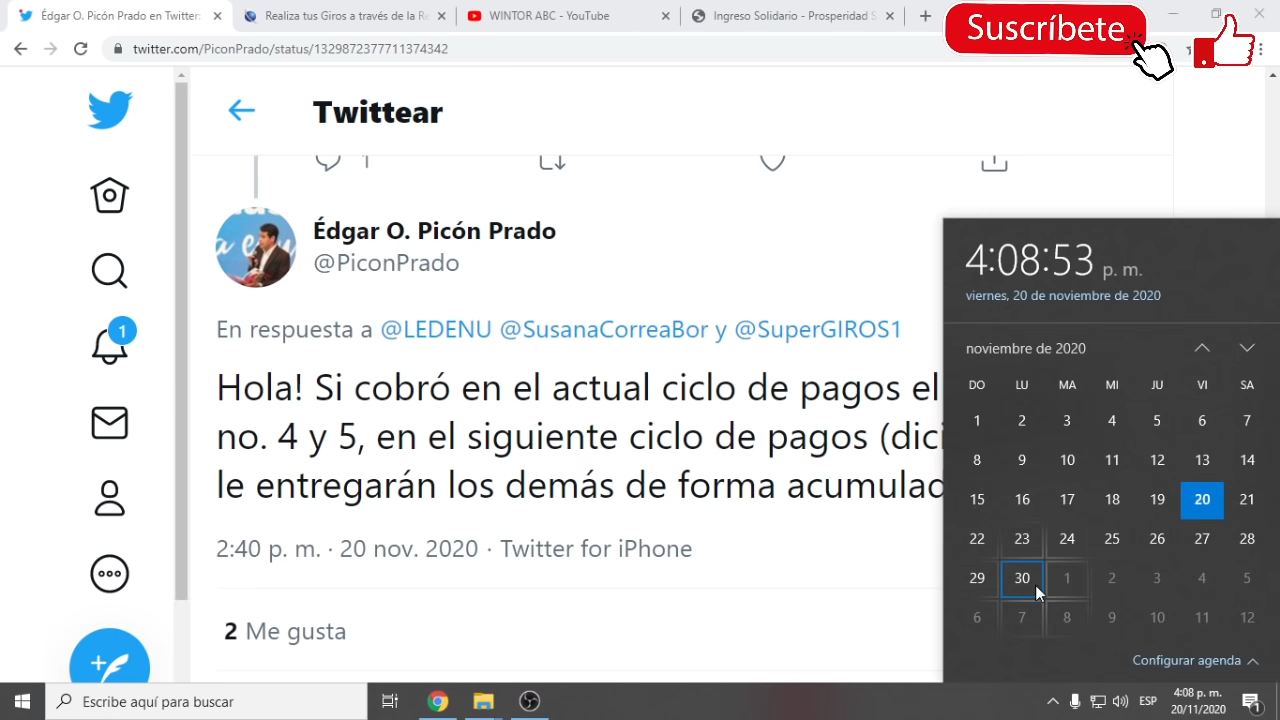 Édgar O. Picón Prado en Twitter:
Realiza tus Giros a través de la Re
WINTOR ABC - YouTube
Ingreso Solidario - Prosperidad S
Suscríbete
twitter.com/PiconPrado/status/1329872377711374342
Twittear
1
Édgar O. Picón Prado
@PiconPrado
1
En respuesta a @LEDENU @SusanaCorreaBor y @SuperGIROS1
Hola! Si cobró en el actual ciclo de pagos el
no. 4 y 5, en el siguiente ciclo de pagos (dici
le entregarán los demás de forma acumulad
2:40 p. m. · 20 nov. 2020 · Twitter for iPhone
2 Me gusta
4:08:53 p. m.
viernes, 20 de noviembre de 2020
noviembre de 2020
DO LU MA MI JU VI SA
1 2 3 4 5 6 7
8 9 10 11 12 13 14
15 16 17 18 19 20 21
22 23 24 25 26 27 28
29 30 1 2 3 4 5
6 7 8 9 10 11 12
Configurar agenda
Escribe aquí para buscar
ESP
4:08 p. m.
20/11/2020
1